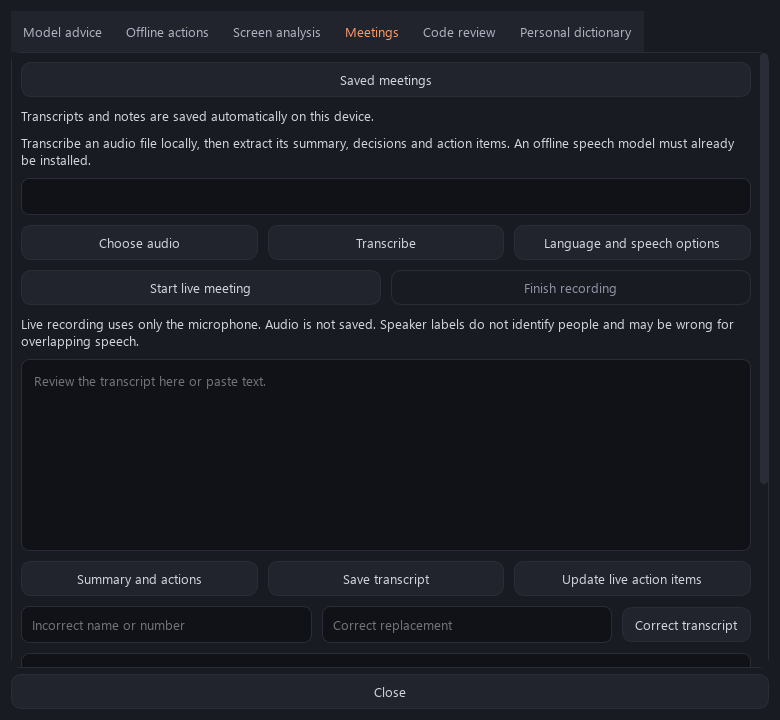 Model advice
Offline actions
Screen analysis
Meetings
Code review
Personal dictionary
Saved meetings
Transcripts and notes are saved automatically on this device.
Transcribe an audio file locally, then extract its summary, decisions and action items. An offline speech model must already
be installed.
Choose audio
Transcribe
Language and speech options
Start live meeting
Finish recording
Live recording uses only the microphone. Audio is not saved. Speaker labels do not identify people and may be wrong for
overlapping speech.
Review the transcript here or paste text.
Summary and actions
Save transcript
Update live action items
Incorrect name or number
Correct replacement
Correct transcript
Close